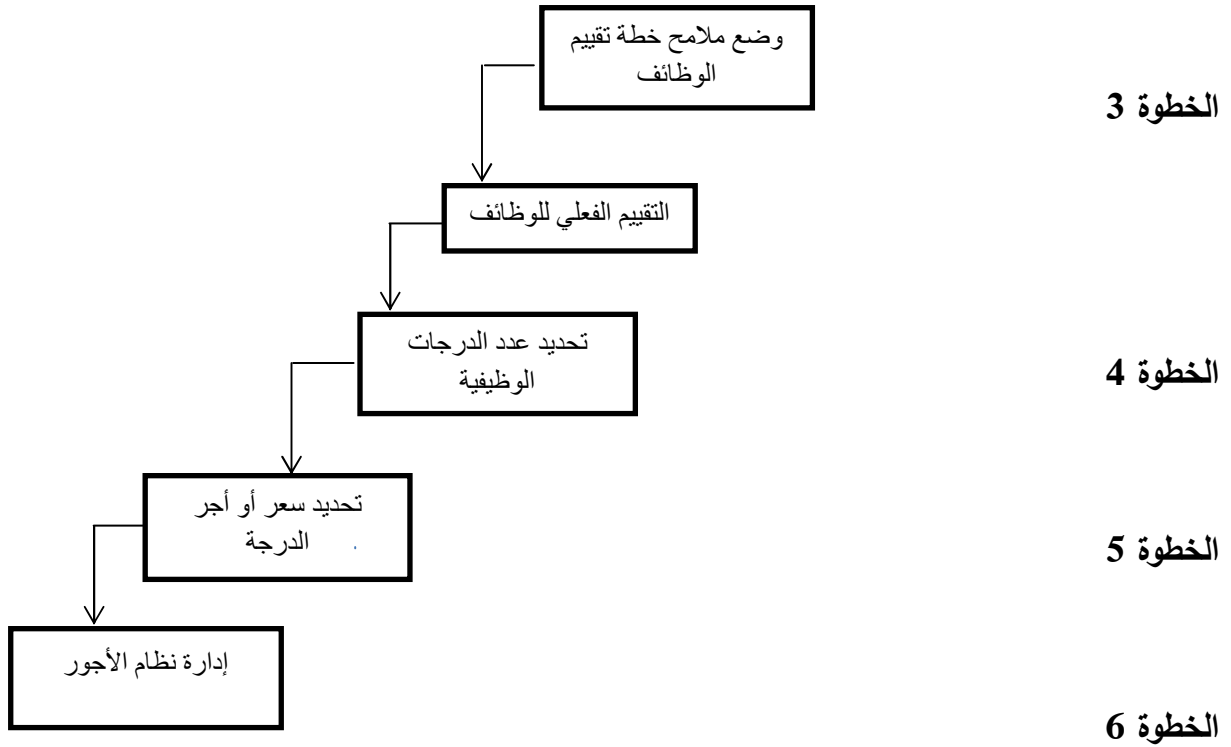 وضع ملامح خطة تقييم
الوظائف
الخطوة 3
التقييم الفعلي للوظائف
تحديد عدد الدرجات
الوظيفية
الخطوة 4
تحديد سعر أو أجر
الدرجة
الخطوة 5
إدارة نظام الأجور
الخطوة 6